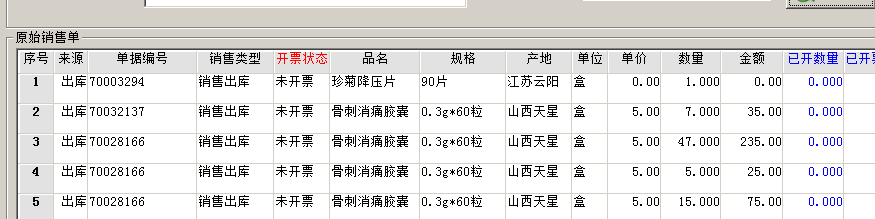 原始销售单
序号 来源 单据编号 销售类型 开票状态 品名 规格 产地 单位 单价 数量 金额 已开数量 已开
1 出库 70003294 销售出库 未开票 珍菊降压片 90片 江苏云阳 盒 0.00 1.000 0.00 0.000
2 出库 70032137 销售出库 未开票 骨刺消痛胶囊 0.3g*60粒 山西天星 盒 5.00 7.000 35.00 0.000
3 出库 70028166 销售出库 未开票 骨刺消痛胶囊 0.3g*60粒 山西天星 盒 5.00 47.000 235.00 0.000
4 出库 70028166 销售出库 未开票 骨刺消痛胶囊 0.3g*60粒 山西天星 盒 5.00 5.000 25.00 0.000
5 出库 70028166 销售出库 未开票 骨刺消痛胶囊 0.3g*60粒 山西天星 盒 5.00 15.000 75.00 0.000